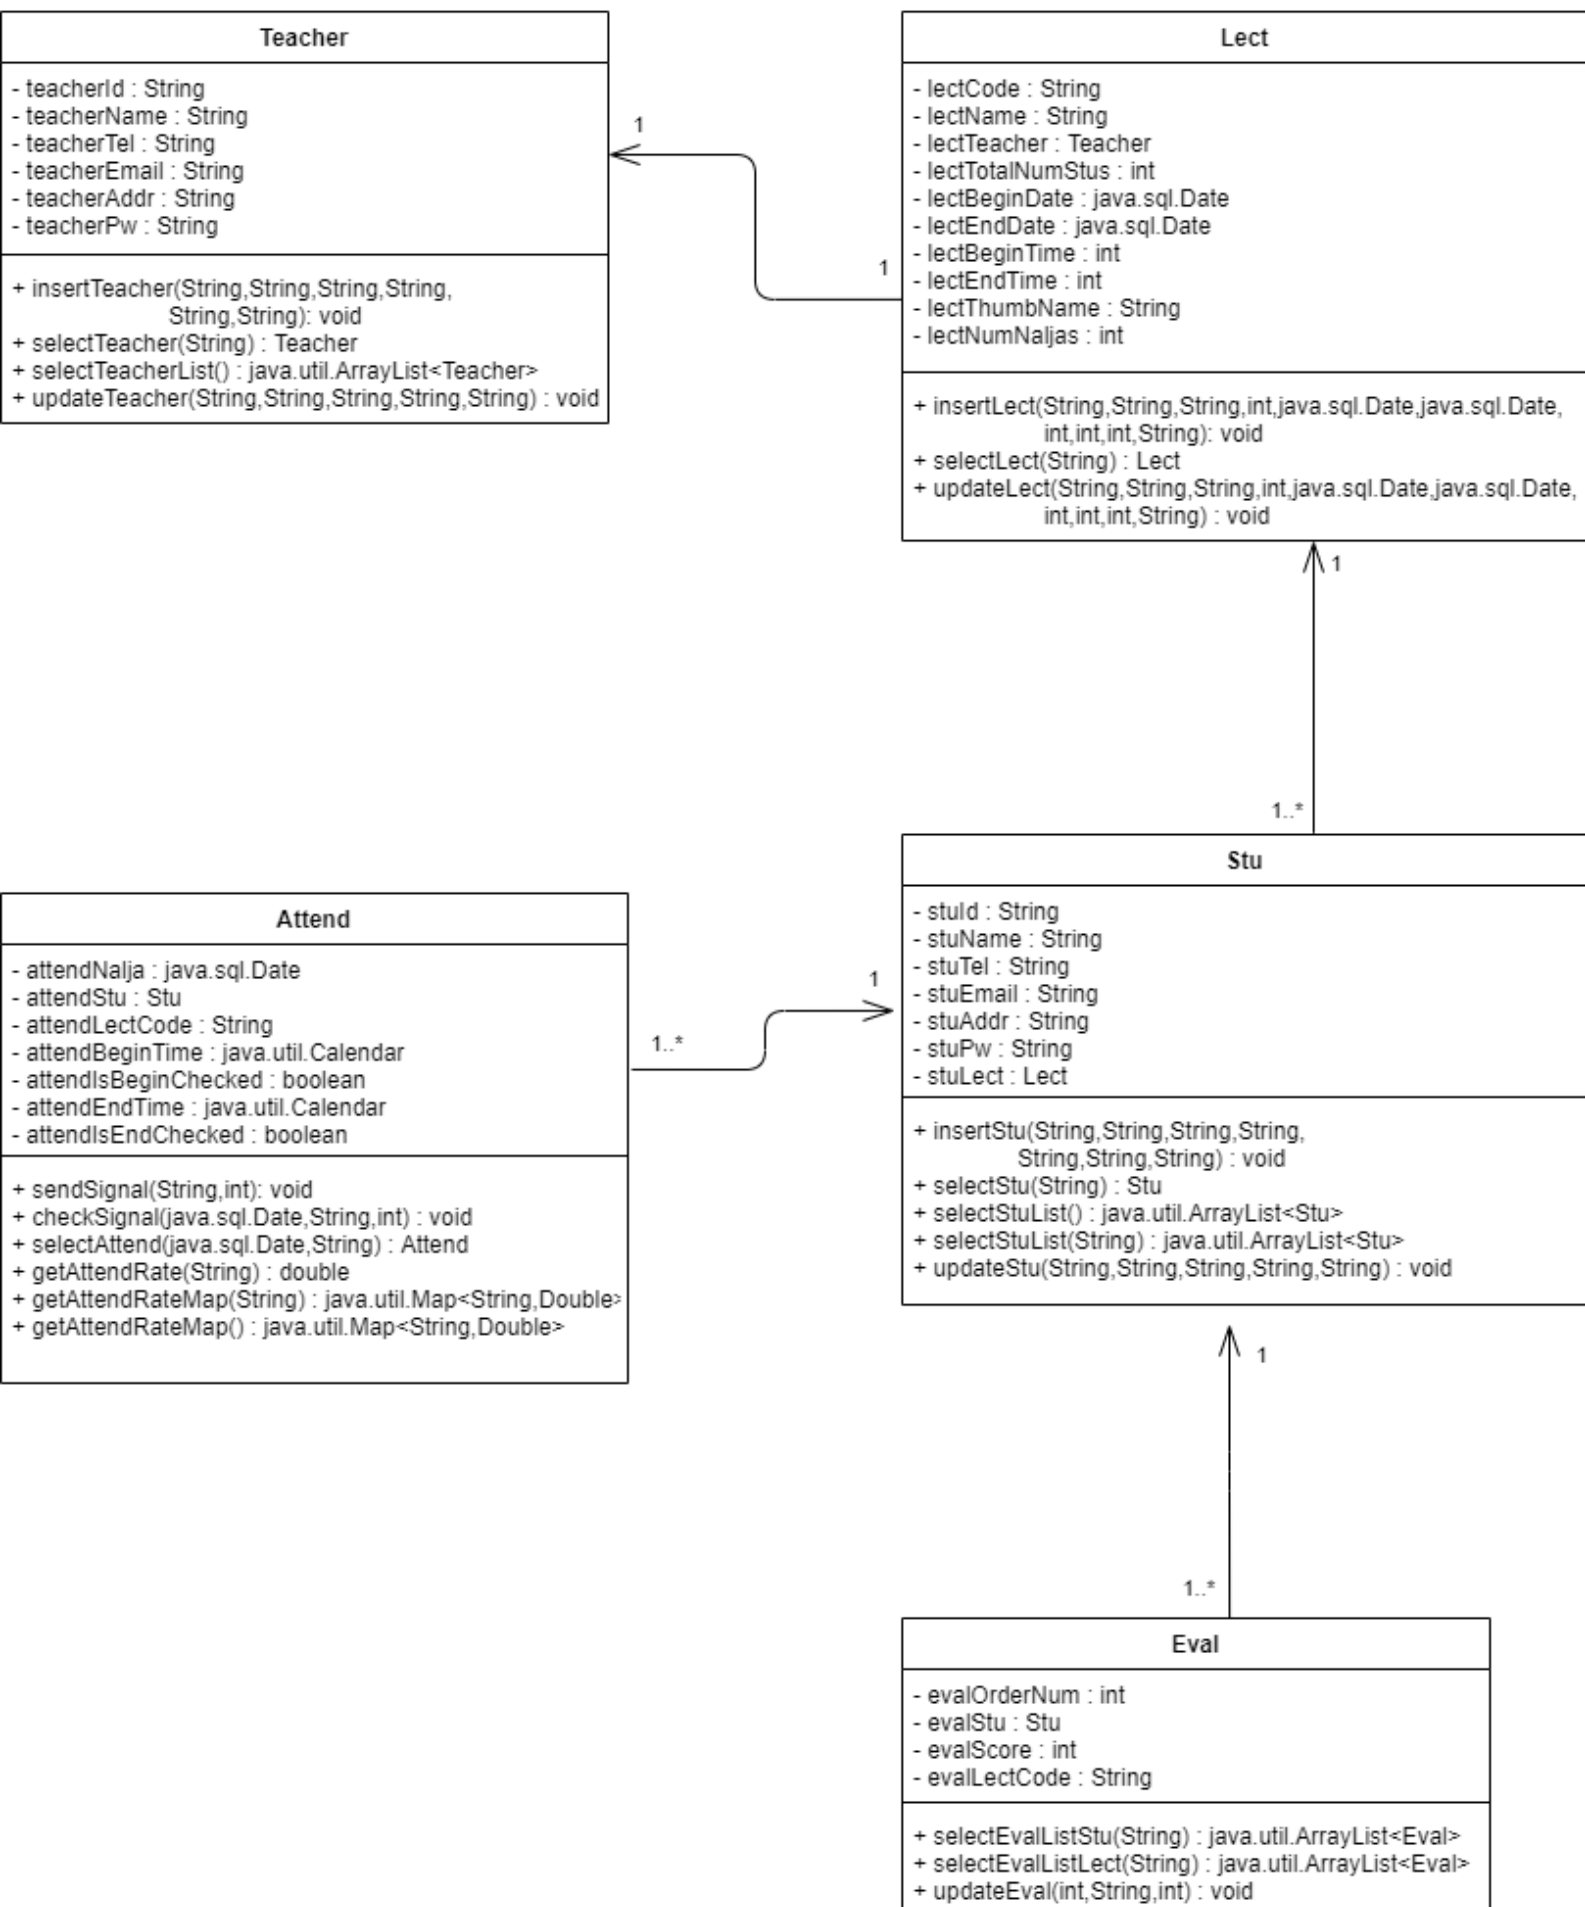 Teacher
- teacherId : String
- teacherName : String
- teacherTel : String
- teacherEmail : String
- teacherAddr : String
- teacherPw : String
+ insertTeacher(String,String,String,String,
String,String): void
+ selectTeacher(String) : Teacher
+ selectTeacherList() : java.util.ArrayList<Teacher>
+ updateTeacher(String,String,String,String,String) : void
1
1
Lect
- lectCode : String
- lectName : String
- lectTeacher : Teacher
- lectTotalNumStus : int
- lectBeginDate : java.sql.Date
- lectEndDate : java.sql.Date
- lectBeginTime : int
- lectEndTime : int
- lectThumbName : String
- lectNumNaljas : int
+ insertLect(String,String,String,int,java.sql.Date,java.sql.Date,
int,int,int,String): void
+ selectLect(String) : Lect
+ updateLect(String,String,String,int,java.sql.Date,java.sql.Date,
int,int,int,String) : void
1
1..*
Attend
- attendNalja : java.sql.Date
- attendStu : Stu
- attendLectCode : String
- attendBeginTime : java.util.Calendar
- attendIsBeginChecked : boolean
- attendEndTime : java.util.Calendar
- attendIsEndChecked : boolean
+ sendSignal(String,int): void
+ checkSignal(java.sql.Date,String,int) : void
+ selectAttend(java.sql.Date,String) : Attend
+ getAttendRate(String) : double
+ getAttendRateMap(String) : java.util.Map<String,Double>
+ getAttendRateMap() : java.util.Map<String,Double>
1..*
1
Stu
- stuId : String
- stuName : String
- stuTel : String
- stuEmail : String
- stuAddr : String
- stuPw : String
- stuLect : Lect
+ insertStu(String,String,String,String,
String,String,String) : void
+ selectStu(String) : Stu
+ selectStuList() : java.util.ArrayList<Stu>
+ selectStuList(String) : java.util.ArrayList<Stu>
+ updateStu(String,String,String,String,String) : void
1
1..*
Eval
- evalOrderNum : int
- evalStu : Stu
- evalScore : int
- evalLectCode : String
+ selectEvalListStu(String) : java.util.ArrayList<Eval>
+ selectEvalListLect(String) : java.util.ArrayList<Eval>
+ updateEval(int,String,int) : void